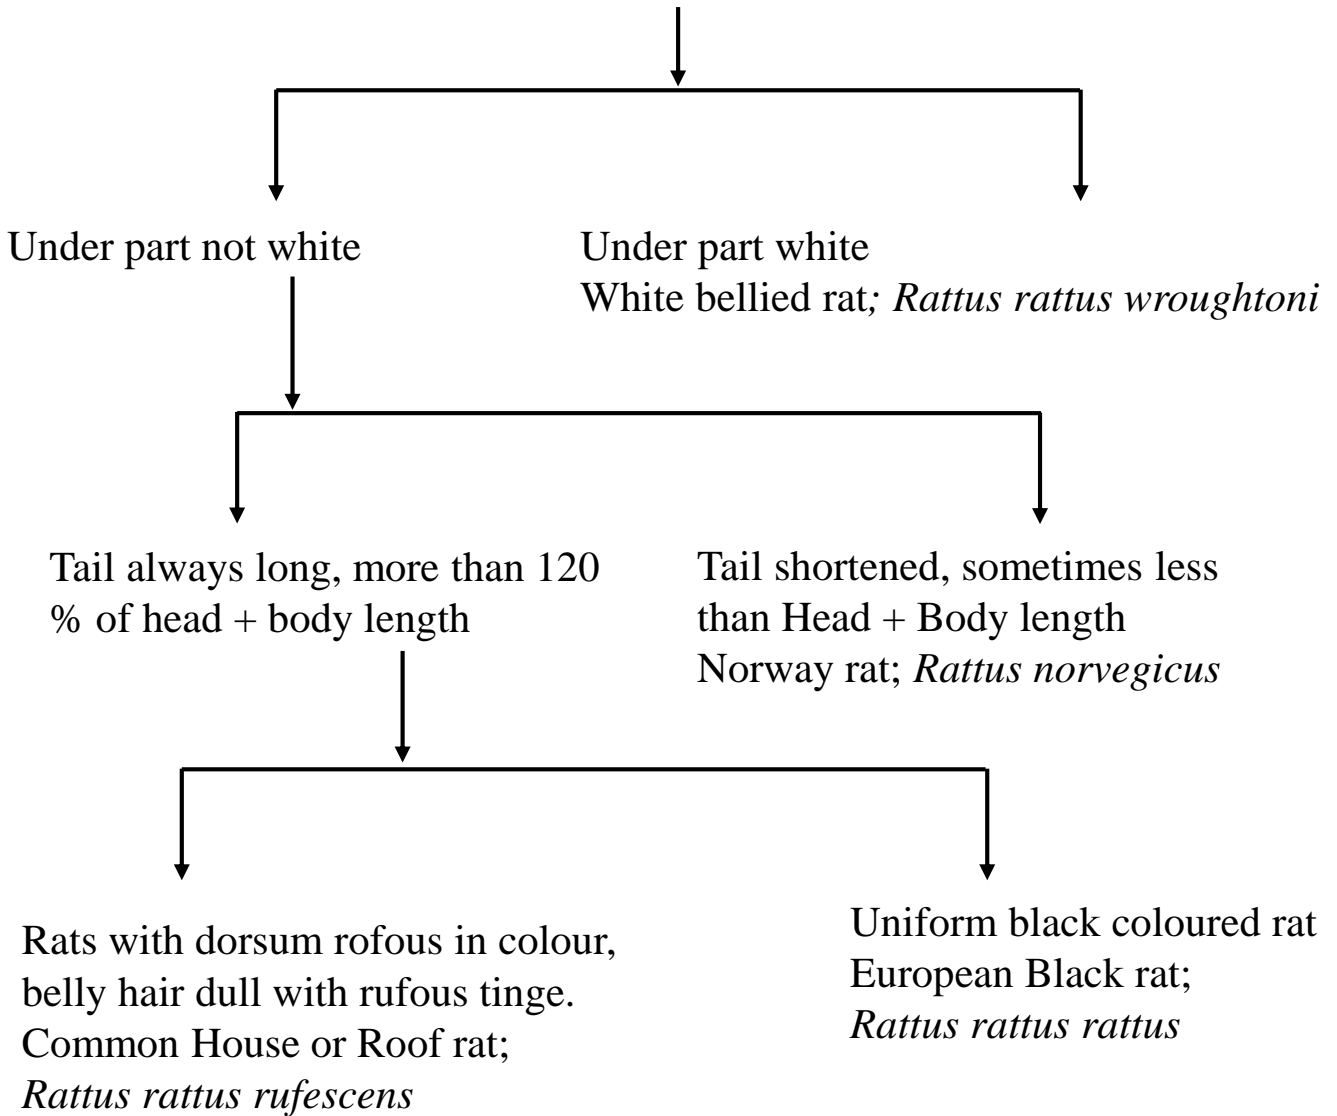 Under part not white
Under part white
White bellied rat; Rattus rattus wroughtoni
Tail always long, more than 120
% of head + body length
Tail shortened, sometimes less
than Head + Body length
Norway rat; Rattus norvegicus
Rats with dorsum rofous in colour,
belly hair dull with rufous tinge.
Common House or Roof rat;
Rattus rattus rufescens
Uniform black coloured rat
European Black rat;
Rattus rattus rattus